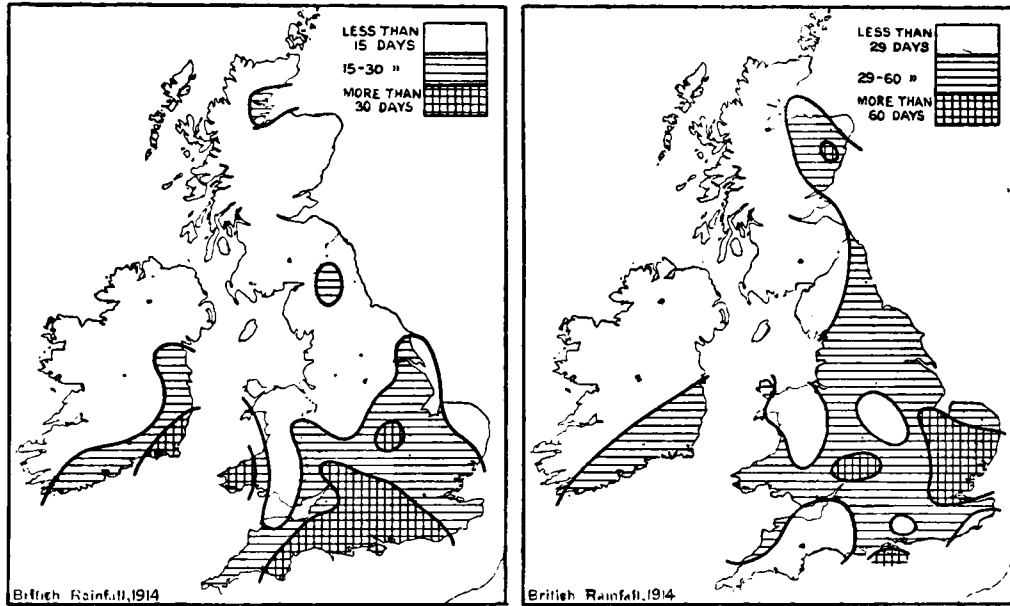 LESS THAN
15 DAYS
15-30 "
MORE THAN
30 DAYS
British Rainfall, 1914
LESS THAN
29 DAYS
29-60 "
MORE THAN
60 DAYS
British Rainfall, 1914